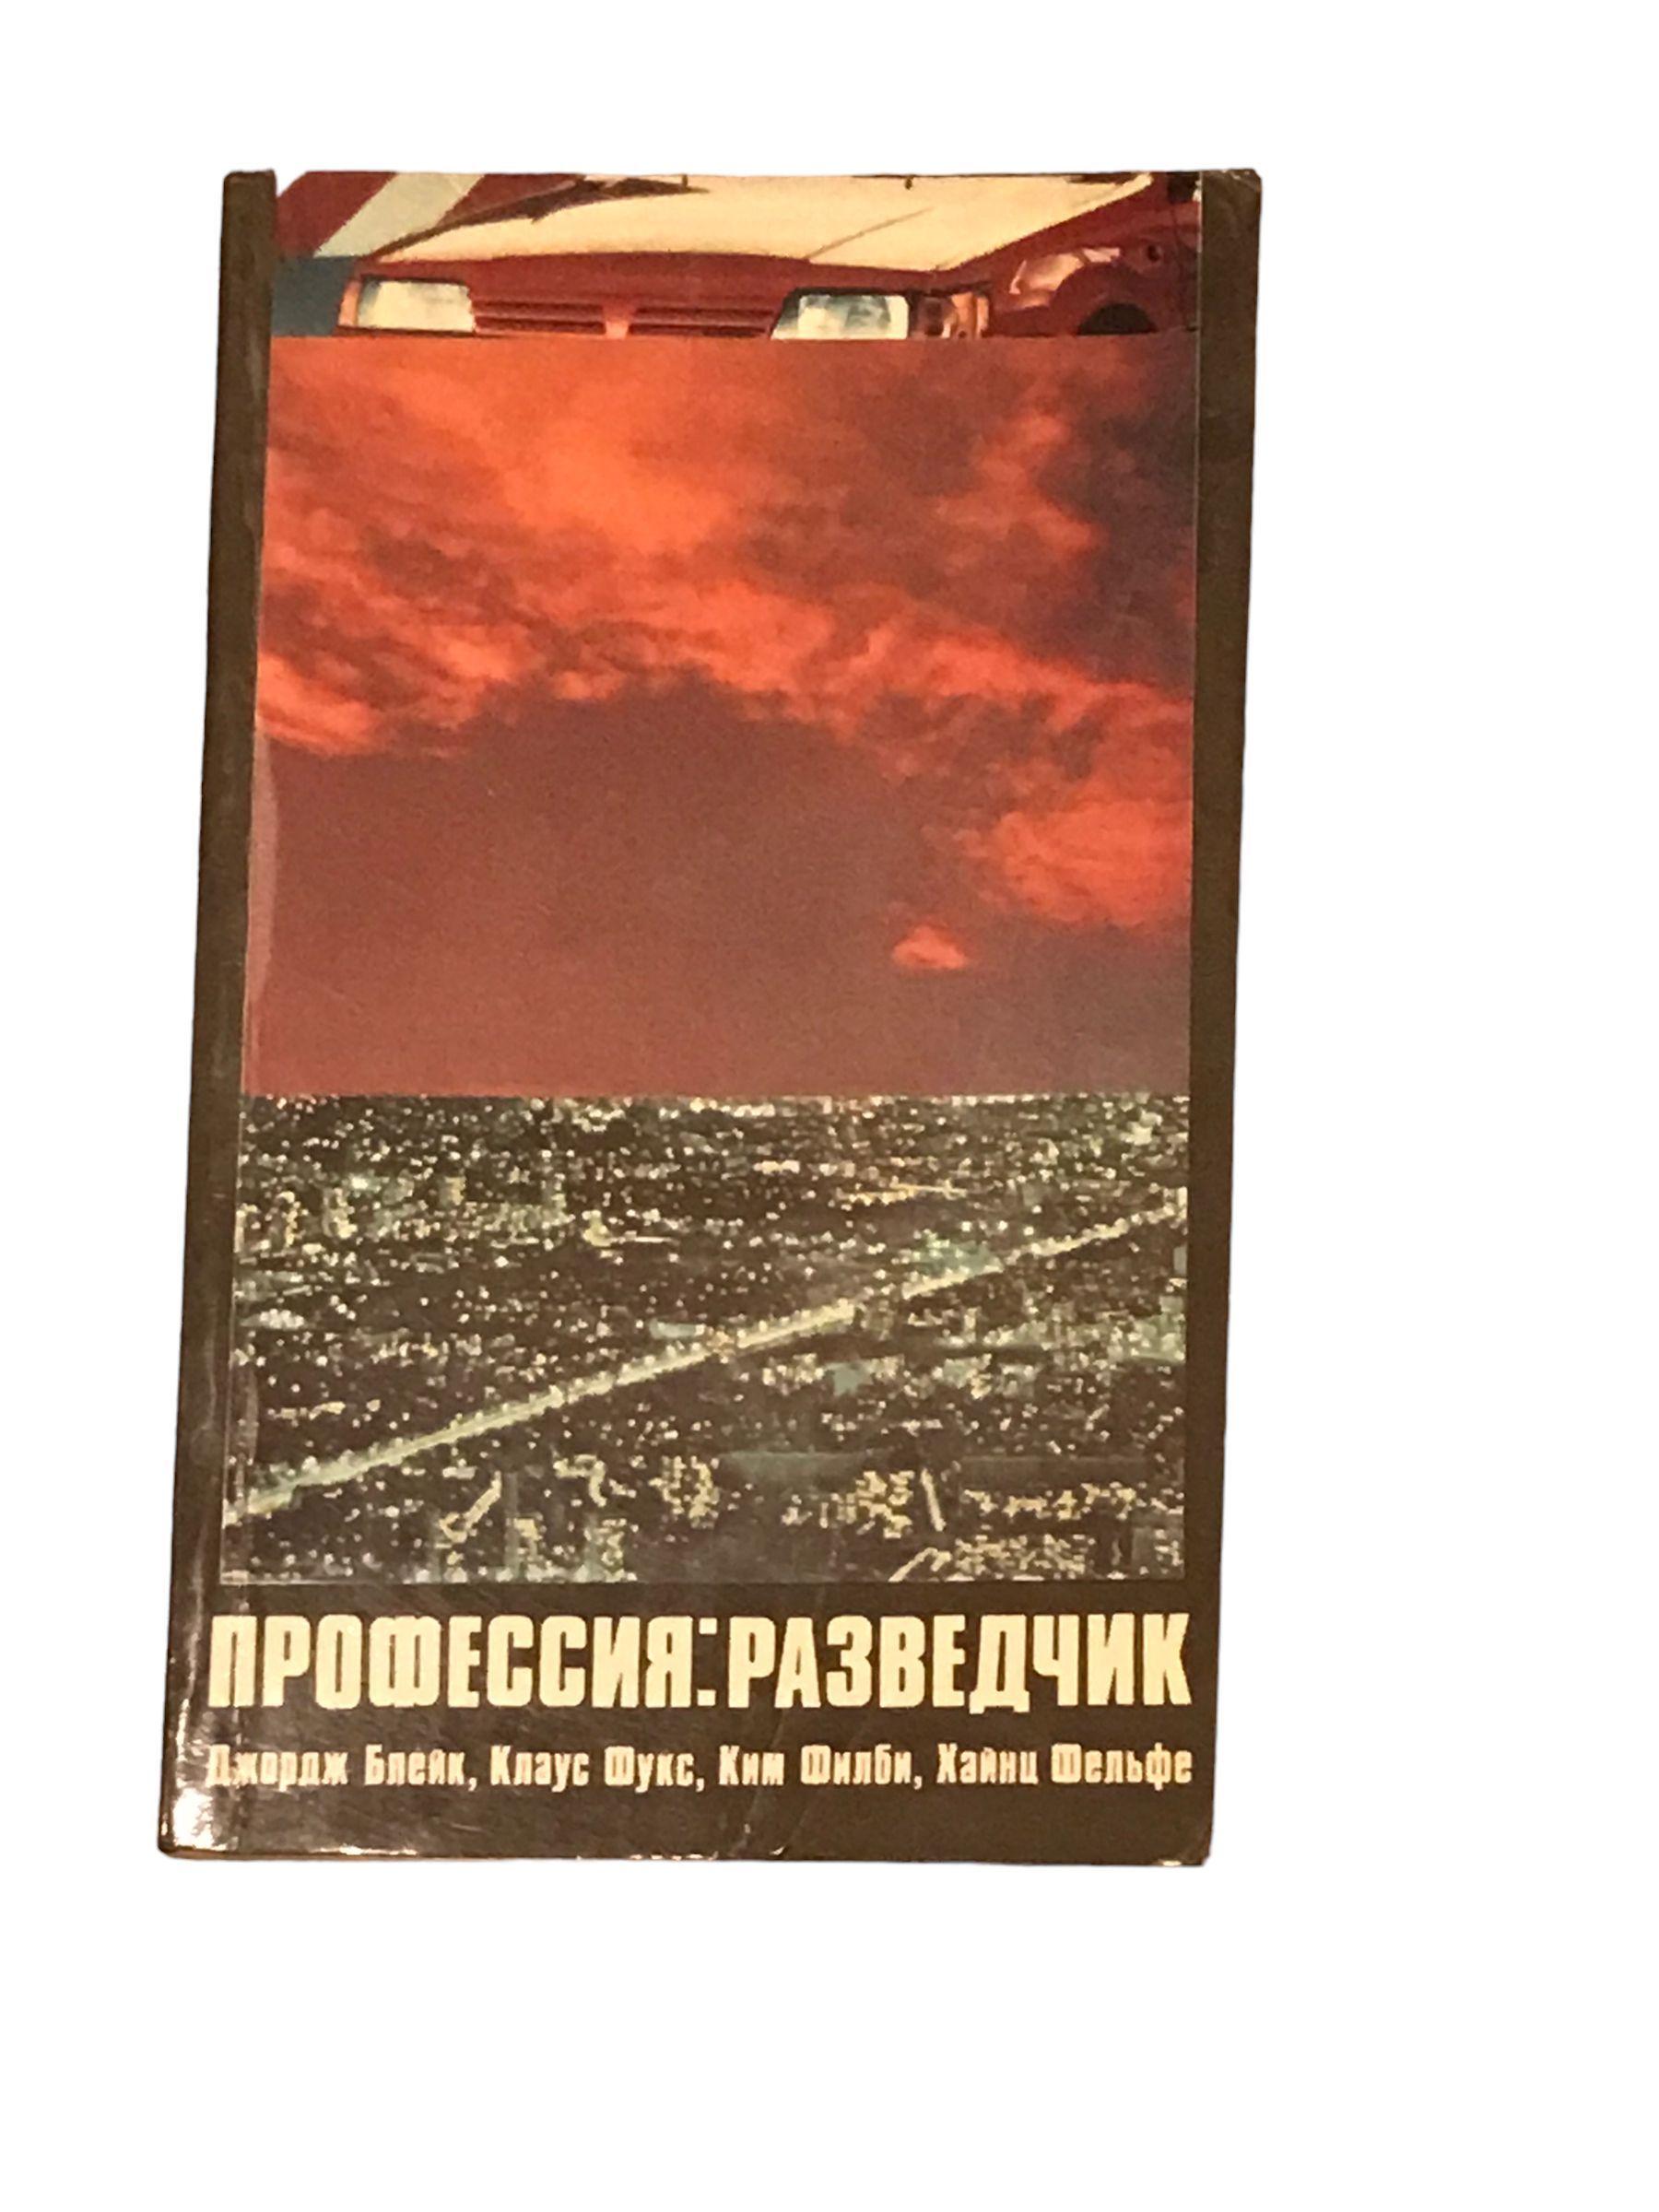 ПРОФЕССИЯ: РАЗВЕДЧИК
Джордж Блейк, Клаус Фукс, Ким Филби, Хайнц Фельфе